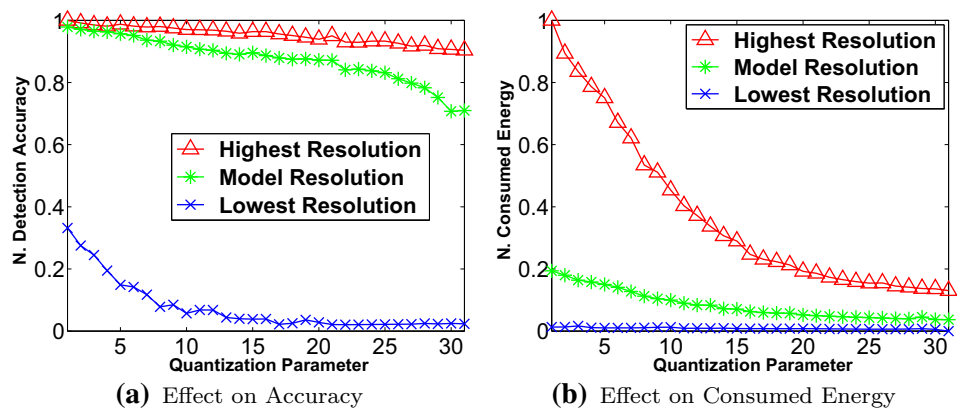 N. Detection Accuracy
1
0.8
0.6
0.4
0.2
0
Highest Resolution
Model Resolution
Lowest Resolution
5 10 15 20 25 30
Quantization Parameter
(a) Effect on Accuracy
N. Consumed Energy
1
0.8
0.6
0.4
0.2
0
Highest Resolution
Model Resolution
Lowest Resolution
5 10 15 20 25 30
Quantization Parameter
(b) Effect on Consumed Energy